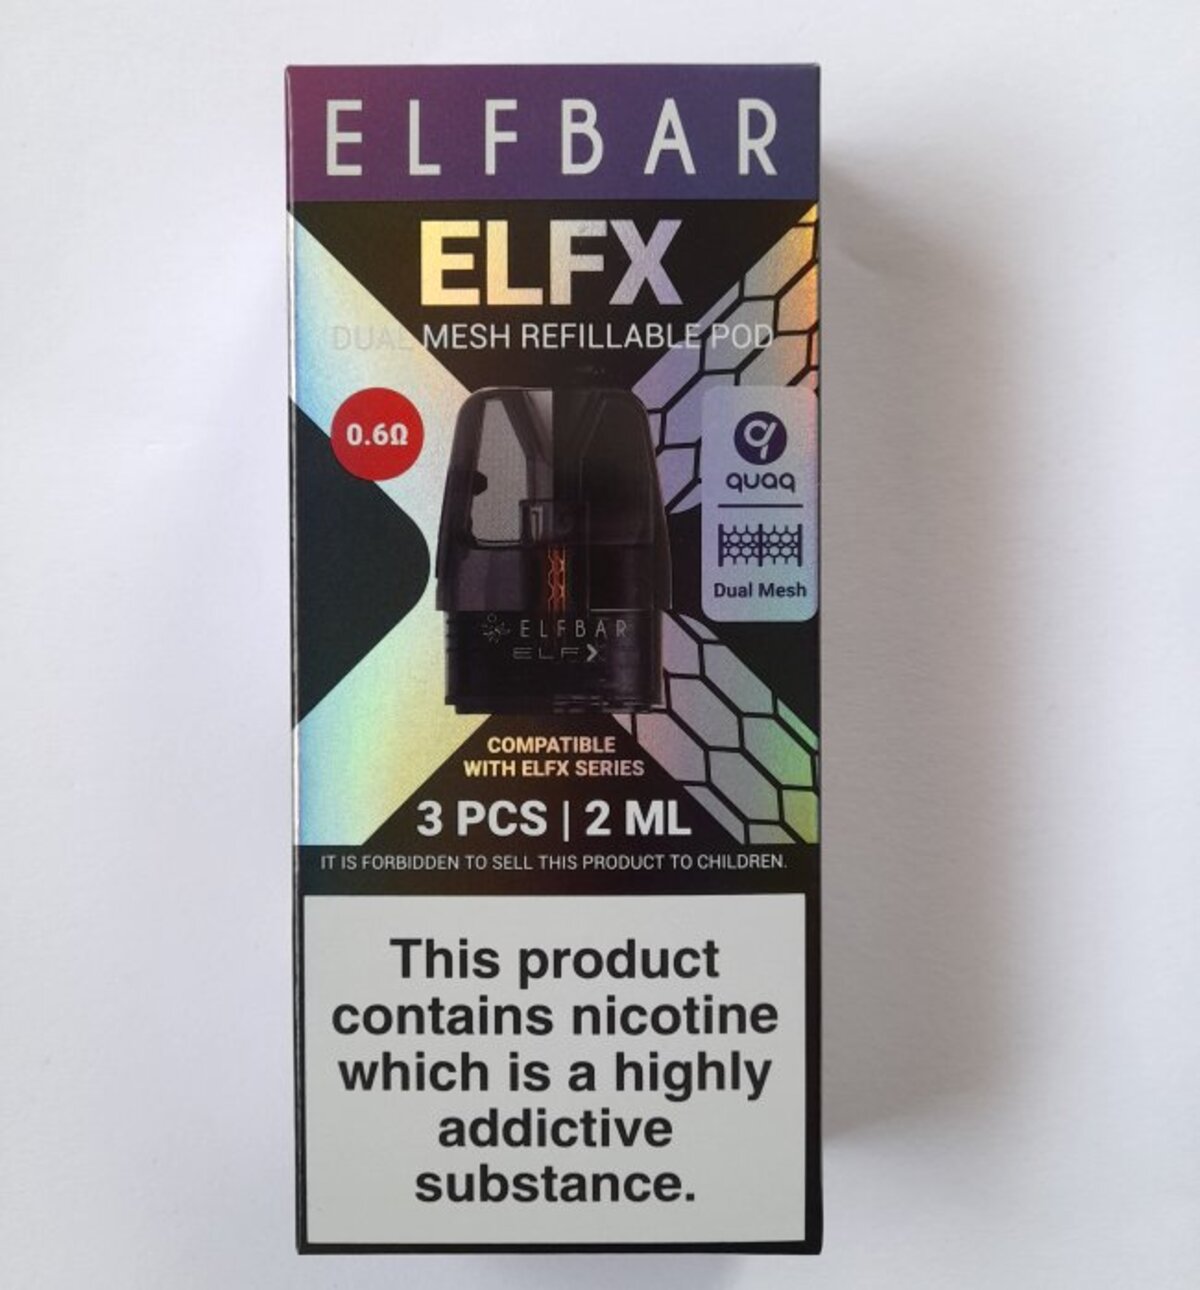 ELFBAR
ELFX
DUAL MESH REFILLABLE POD
0.6Ω
quaq
Dual Mesh
ELFBAR
ELFX
COMPATIBLE
WITH ELFX SERIES
3 PCS | 2 ML
IT IS FORBIDDEN TO SELL THIS PRODUCT TO CHILDREN.
This product
contains nicotine
which is a highly
addictive
substance.